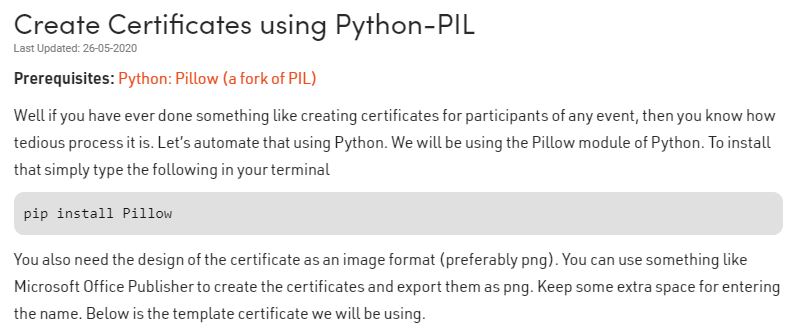 Create Certificates using Python-PIL
Last Updated: 26-05-2020
Prerequisites: Python: Pillow (a fork of PIL)
Well if you have ever done something like creating certificates for participants of any event, then you know how
tedious process it is. Let’s automate that using Python. We will be using the Pillow module of Python. To install
that simply type the following in your terminal
pip install Pillow
You also need the design of the certificate as an image format (preferably png). You can use something like
Microsoft Office Publisher to create the certificates and export them as png. Keep some extra space for entering
the name. Below is the template certificate we will be using.